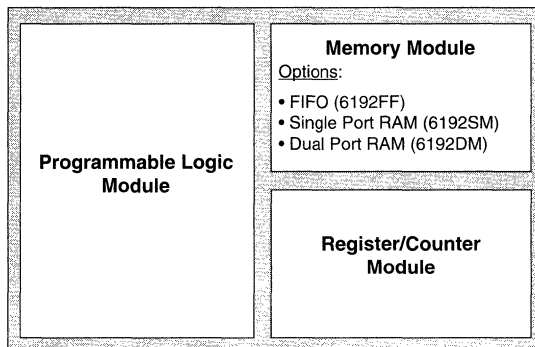 Programmable Logic
Module
Memory Module
Options:
• FIFO (6192FF)
• Single Port RAM (6192SM)
• Dual Port RAM (6192DM)
Register/Counter
Module